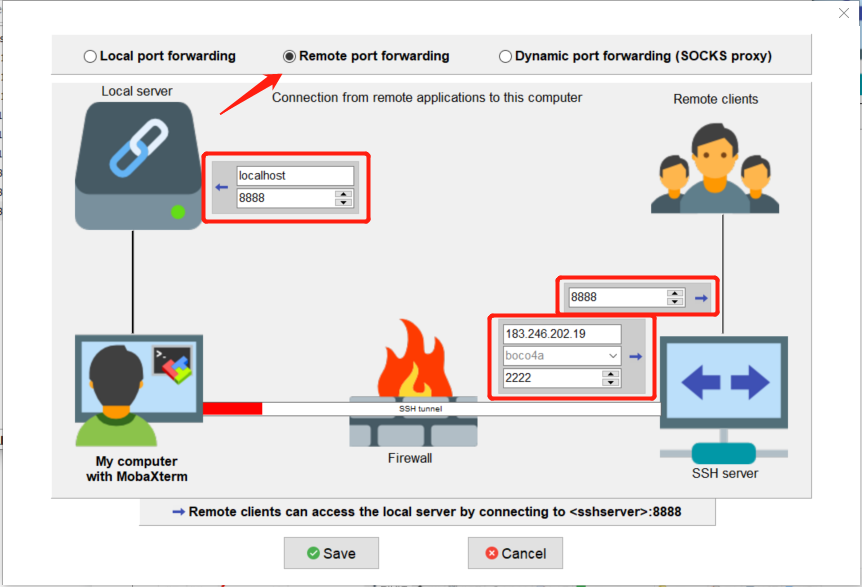 Local port forwarding
Remote port forwarding
Dynamic port forwarding (SOCKS proxy)
Local server
Connection from remote applications to this computer
Remote clients
localhost
8888
8888
183.246.202.19
boco4a
2222
SSH tunnel
Firewall
My computer
with MobaXterm
SSH server
Remote clients can access the local server by connecting to <sshserver>:8888
Save
Cancel